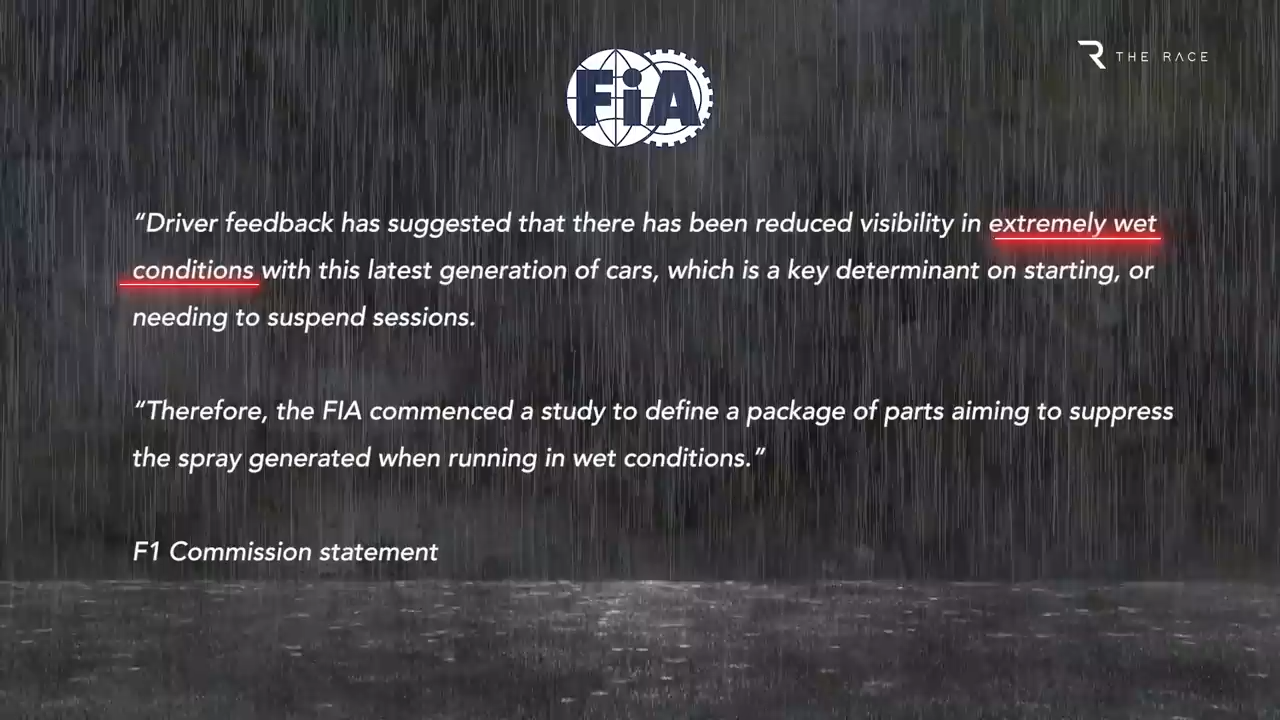 THE RACE
FiA
“Driver feedback has suggested that there has been reduced visibility in extremely wet
conditions with this latest generation of cars, which is a key determinant on starting, or
needing to suspend sessions.
“Therefore, the FIA commenced a study to define a package of parts aiming to suppress
the spray generated when running in wet conditions.”
F1 Commission statement